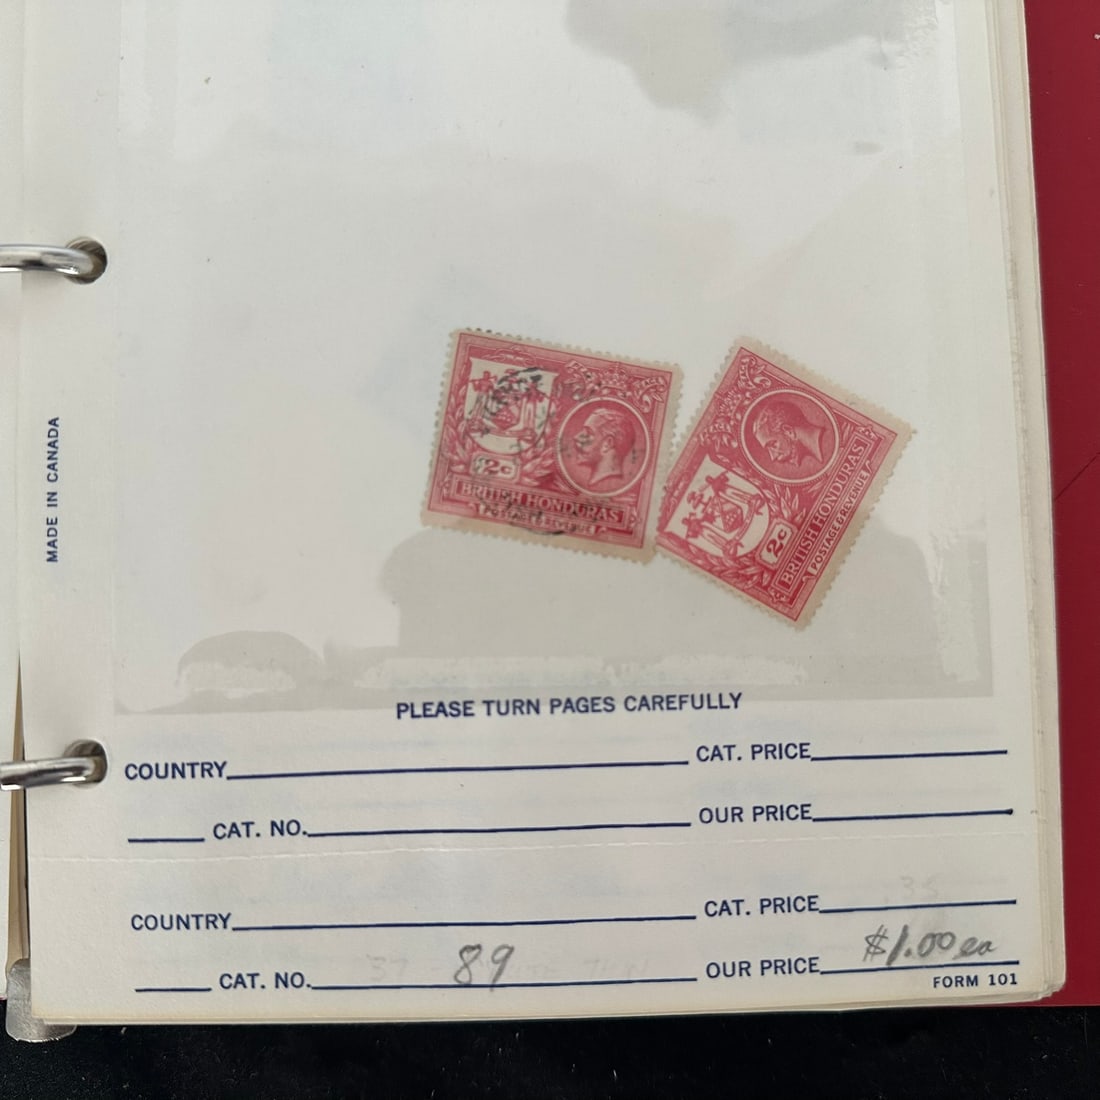 MADE IN CANADA
2c
BRITISH HONDURAS
POSTAGE & REVENUE
2c
BRITISH HONDURAS
POSTAGE & REVENUE
PLEASE TURN PAGES CAREFULLY
COUNTRY CAT. PRICE
CAT. NO. OUR PRICE
COUNTRY CAT. PRICE
CAT. NO. 89 OUR PRICE $1.00 ea
FORM 101